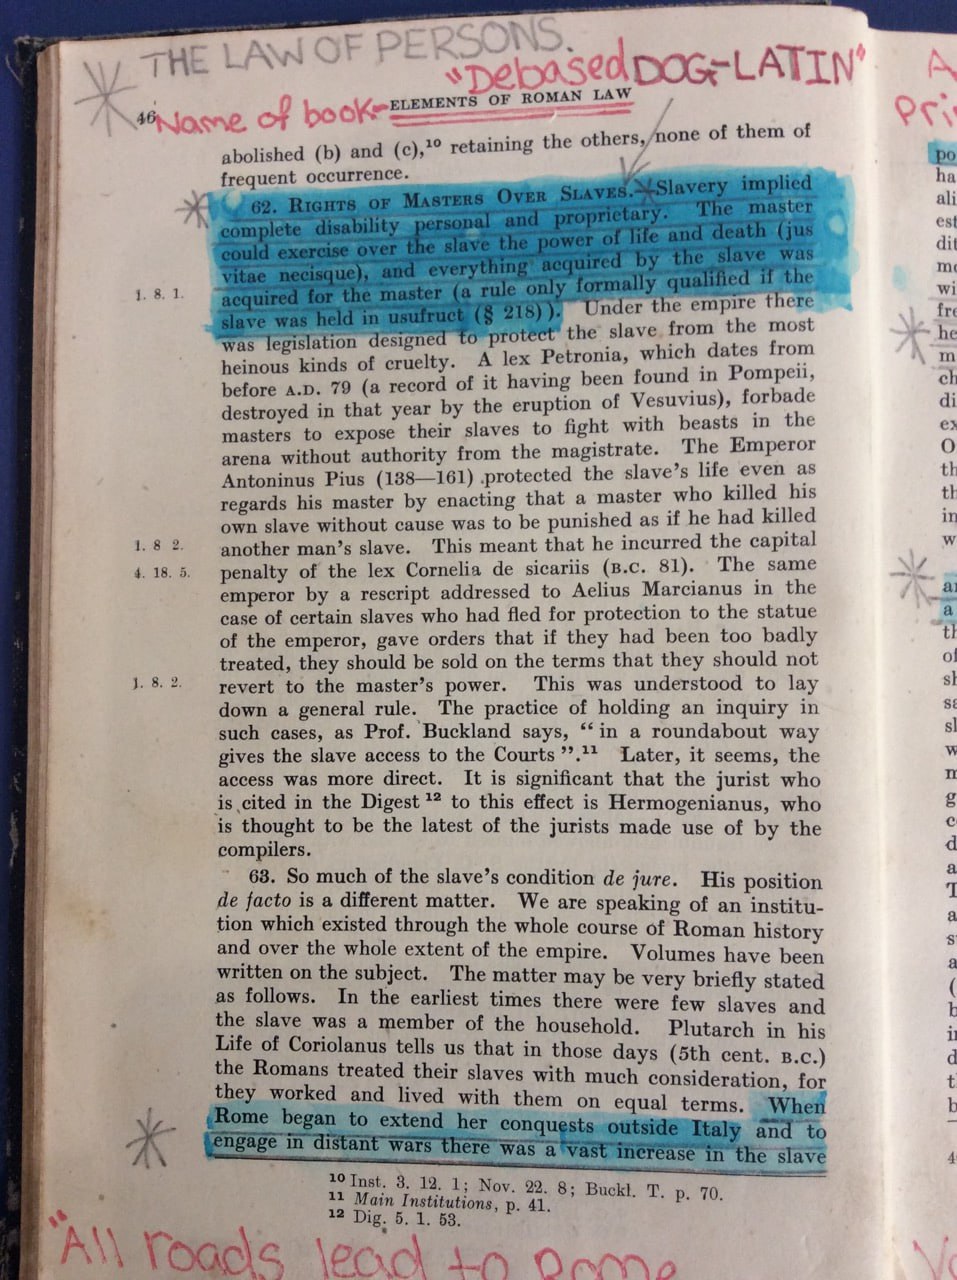 THE LAW OF PERSONS.
"Debased DOG-LATIN"
46 Name of book- ELEMENTS OF ROMAN LAW
abolished (b) and (c),¹⁰ retaining the others, none of them of
frequent occurrence.
62. RIGHTS OF MASTERS OVER SLAVES.—Slavery implied
complete disability personal and proprietary. The master
could exercise over the slave the power of life and death (jus
vitae necisque), and everything acquired by the slave was
1. 8. 1. acquired for the master (a rule only formally qualified if the
slave was held in usufruct (§ 218)). Under the empire there
was legislation designed to protect the slave from the most
heinous kinds of cruelty. A lex Petronia, which dates from
before A.D. 79 (a record of it having been found in Pompeii,
destroyed in that year by the eruption of Vesuvius), forbade
masters to expose their slaves to fight with beasts in the
arena without authority from the magistrate. The Emperor
Antoninus Pius (138—161) protected the slave's life even as
regards his master by enacting that a master who killed his
own slave without cause was to be punished as if he had killed
1. 8 2. another man's slave. This meant that he incurred the capital
4. 18. 5. penalty of the lex Cornelia de sicariis (B.C. 81). The same
emperor by a rescript addressed to Aelius Marcianus in the
case of certain slaves who had fled for protection to the statue
of the emperor, gave orders that if they had been too badly
treated, they should be sold on the terms that they should not
1. 8. 2. revert to the master's power. This was understood to lay
down a general rule. The practice of holding an inquiry in
such cases, as Prof. Buckland says, "in a roundabout way
gives the slave access to the Courts".¹¹ Later, it seems, the
access was more direct. It is significant that the jurist who
is cited in the Digest ¹² to this effect is Hermogenianus, who
is thought to be the latest of the jurists made use of by the
compilers.
63. So much of the slave's condition de jure. His position
de facto is a different matter. We are speaking of an institu-
tion which existed through the whole course of Roman history
and over the whole extent of the empire. Volumes have been
written on the subject. The matter may be very briefly stated
as follows. In the earliest times there were few slaves and
the slave was a member of the household. Plutarch in his
Life of Coriolanus tells us that in those days (5th cent. B.C.)
the Romans treated their slaves with much consideration, for
they worked and lived with them on equal terms. When
Rome began to extend her conquests outside Italy and to
engage in distant wars there was a vast increase in the slave
¹⁰ Inst. 3. 12. 1; Nov. 22. 8; Buckl. T. p. 70.
¹¹ Main Institutions, p. 41.
¹² Dig. 5. 1. 53.
"All roads lead to Rome